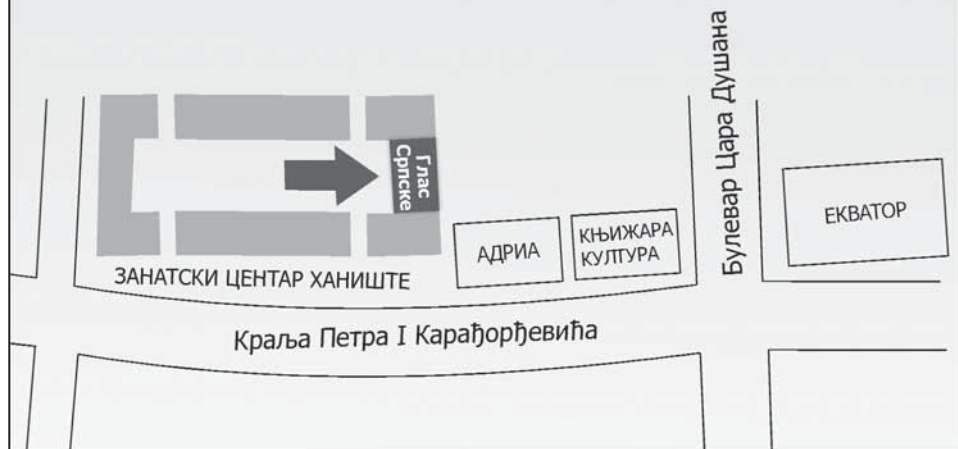 Булевар Цара Душана
Глас
Српске
АДРИА
КЊИЖАРА
КУЛТУРА
ЕКВАТОР
ЗАНАТСКИ ЦЕНТАР ХАНИШТЕ
Краља Петра I Карађорђевића